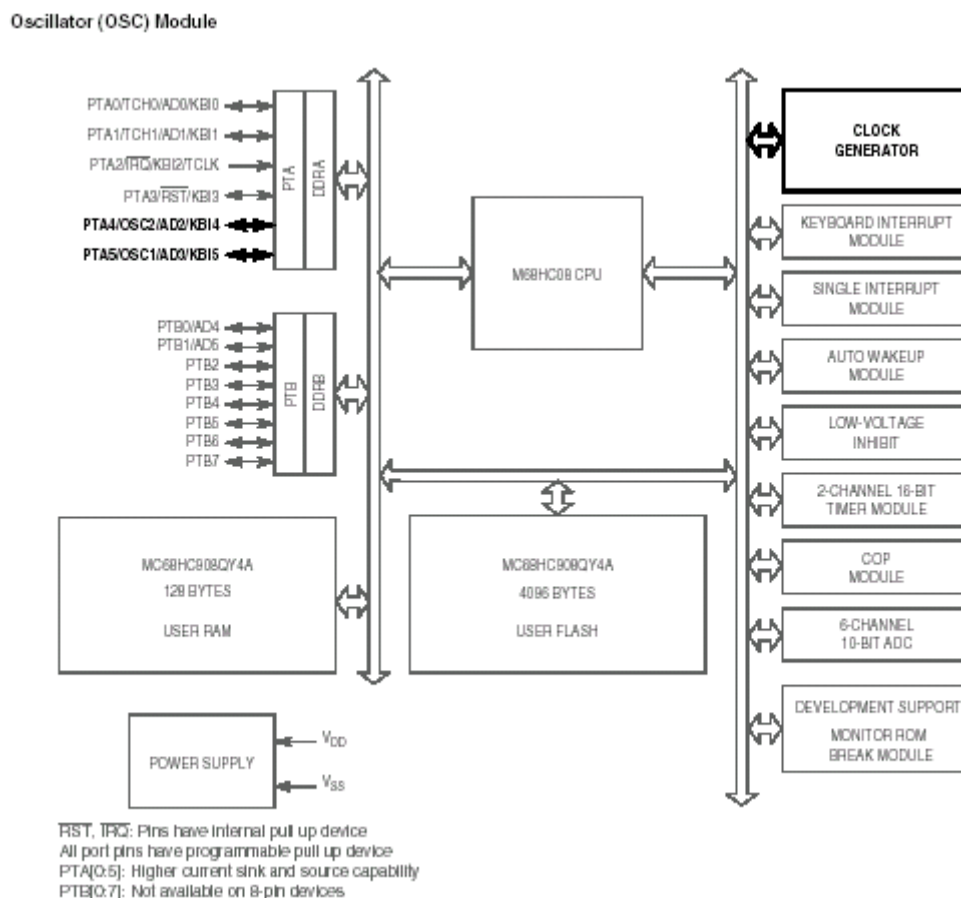 Oscillator (OSC) Module
PTA0/TCH0/AD0/KBI0
PTA1/TCH1/AD1/KBI1
PTA2/IRQ/KBI2/TCLK
PTA3/RST/KBI3
PTA4/OSC2/AD2/KBI4
PTA5/OSC1/AD3/KBI5
PTA
DDRA
PTB0/AD4
PTB1/AD5
PTB2
PTB3
PTB4
PTB5
PTB6
PTB7
PTB
DDRB
M68HC08 CPU
MC68HC908QY4A
128 BYTES
USER RAM
MC68HC908QY4A
4096 BYTES
USER FLASH
POWER SUPPLY
VDD
VSS
CLOCK
GENERATOR
KEYBOARD INTERRUPT
MODULE
SINGLE INTERRUPT
MODULE
AUTO WAKEUP
MODULE
LOW-VOLTAGE
INHIBIT
2-CHANNEL 16-BIT
TIMER MODULE
COP
MODULE
6-CHANNEL
10-BIT ADC
DEVELOPMENT SUPPORT
MONITOR ROM
BREAK MODULE
RST, IRQ: Pins have internal pull up device
All port pins have programmable pull up device
PTA[0:5]: Higher current sink and source capability
PTB[0:7]: Not available on 8-pin devices